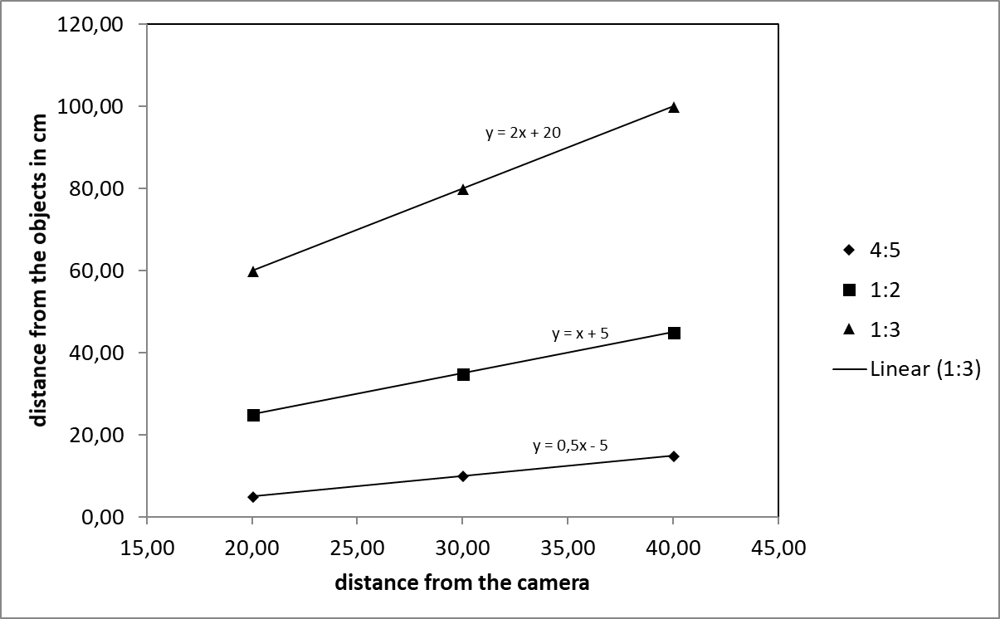 120,00
100,00
80,00
60,00
40,00
20,00
0,00
distance from the objects in cm
y = 2x + 20
y = x + 5
y = 0,5x - 5
15,00 20,00 25,00 30,00 35,00 40,00 45,00
distance from the camera
4:5
1:2
1:3
Linear (1:3)